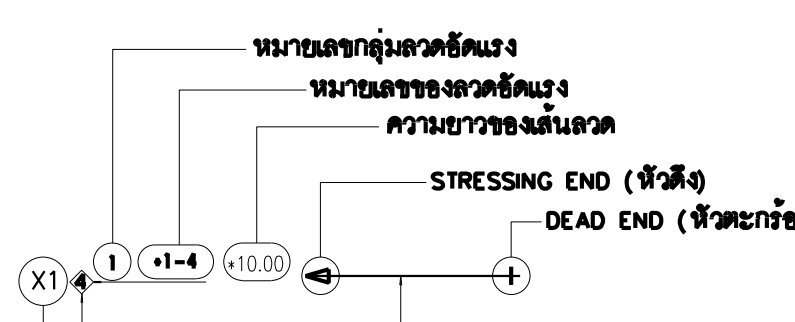 หมายเลขกลุ่มลวดอัดแรง
หมายเลขของลวดอัดแรง
ความยาวของเส้นลวด
STRESSING END (หัวดึง)
DEAD END (หัวตะกร้อ
X1 4 1 *1-4 *10.00